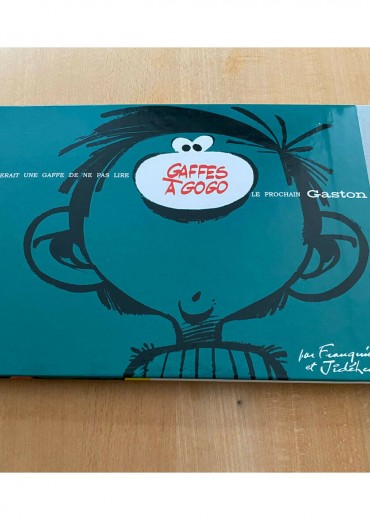 ERAIT UNE GAFFE DE NE PAS LIRE
GAFFES
À GOGO
LE PROCHAIN Gaston
par Franquin
et Jidéhem